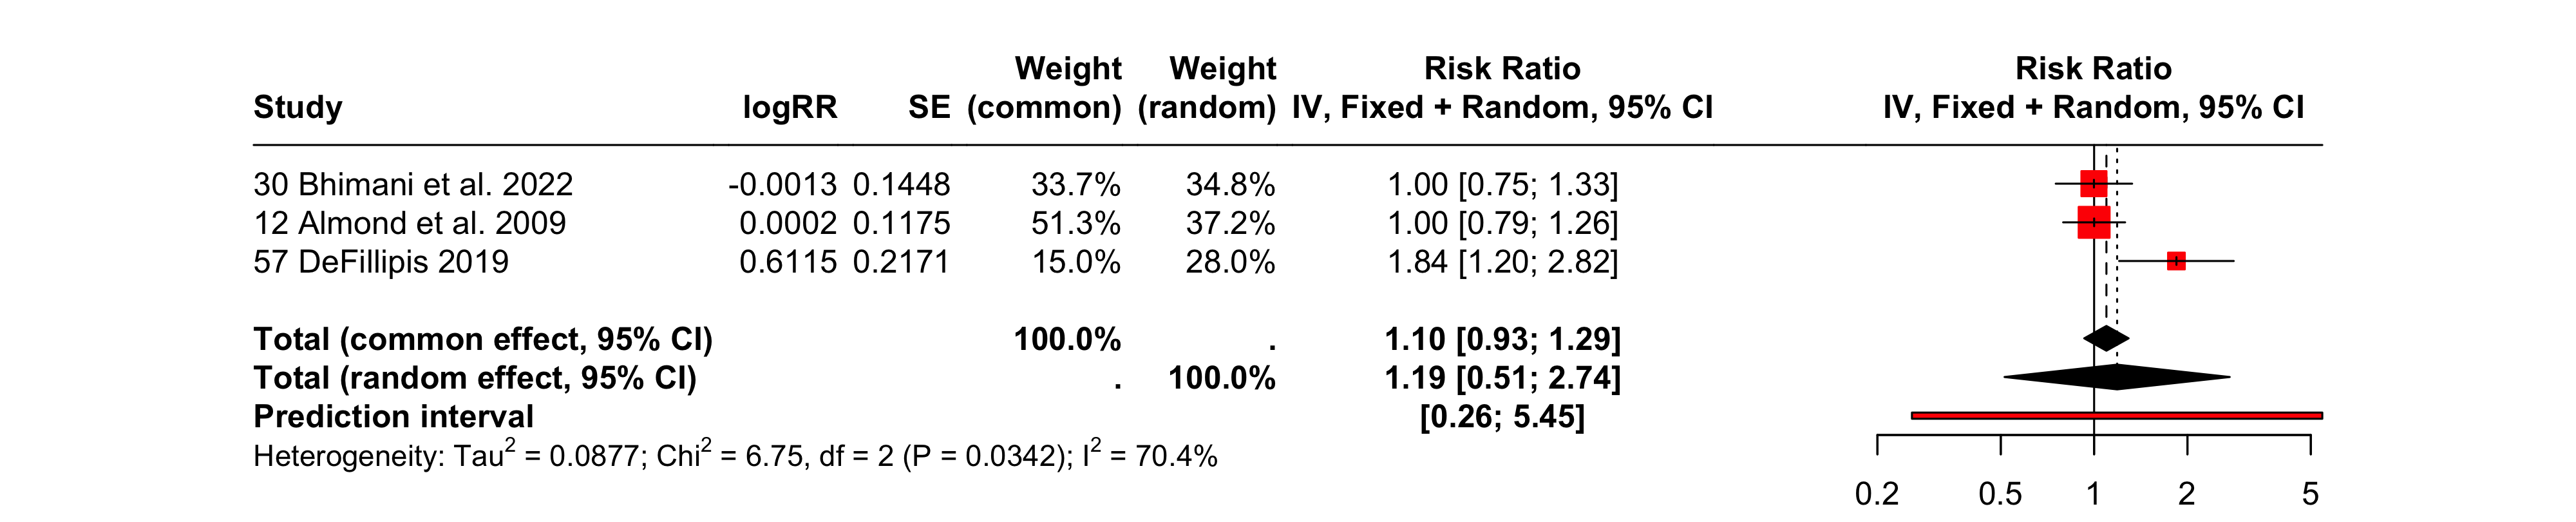 Weight Weight Risk Ratio Risk Ratio
Study logRR SE (common) (random) IV, Fixed + Random, 95% CI IV, Fixed + Random, 95% CI
30 Bhimani et al. 2022 -0.0013 0.1448 33.7% 34.8% 1.00 [0.75; 1.33]
12 Almond et al. 2009 0.0002 0.1175 51.3% 37.2% 1.00 [0.79; 1.26]
57 DeFillipis 2019 0.6115 0.2171 15.0% 28.0% 1.84 [1.20; 2.82]
Total (common effect, 95% CI) 100.0% . 1.10 [0.93; 1.29]
Total (random effect, 95% CI) . 100.0% 1.19 [0.51; 2.74]
Prediction interval [0.26; 5.45]
Heterogeneity: Tau² = 0.0877; Chi² = 6.75, df = 2 (P = 0.0342); I² = 70.4%
0.2 0.5 1 2 5